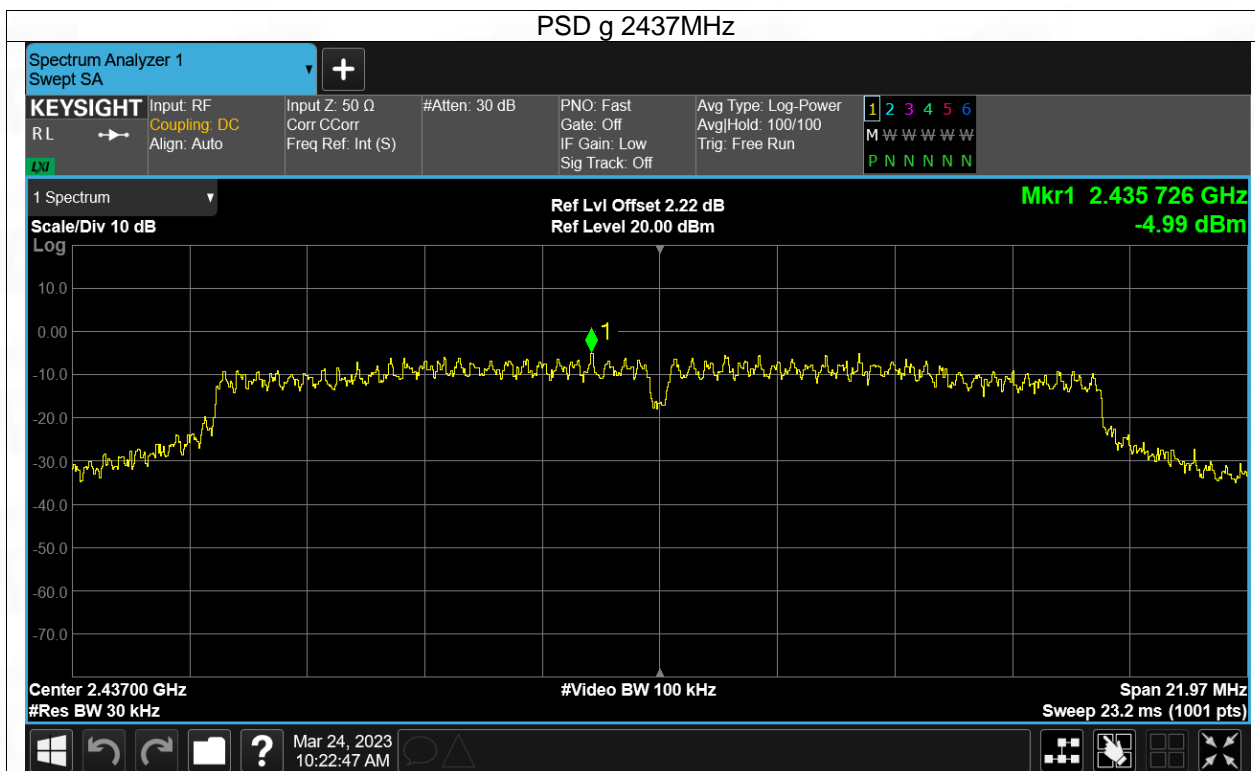 PSD g 2437MHz
Spectrum Analyzer 1
Swept SA
KEYSIGHT
R L
LXI
Input: RF
Coupling: DC
Align: Auto
Input Z: 50 Ω
Corr CCorr
Freq Ref: Int (S)
#Atten: 30 dB
PNO: Fast
Gate: Off
IF Gain: Low
Sig Track: Off
Avg Type: Log-Power
Avg|Hold: 100/100
Trig: Free Run
1 2 3 4 5 6
M W W W W W
P N N N N N
1 Spectrum
Scale/Div 10 dB
Log
Ref Lvl Offset 2.22 dB
Ref Level 20.00 dBm
Mkr1 2.435 726 GHz
-4.99 dBm
10.0
0.00
-10.0
-20.0
-30.0
-40.0
-50.0
-60.0
-70.0
1
Center 2.43700 GHz
#Res BW 30 kHz
#Video BW 100 kHz
Span 21.97 MHz
Sweep 23.2 ms (1001 pts)
?
Mar 24, 2023
10:22:47 AM